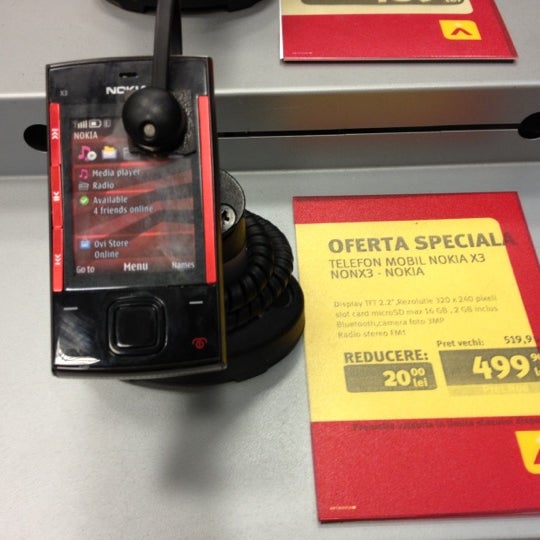 X3
NOKIA
NOKIA
Media player
Radio
Available
4 friends online
Ovi Store
Online
Go to Menu Names
OFERTA SPECIALA
TELEFON MOBIL NOKIA X3
NONX3 - NOKIA
Display TFT 2.2", Rezolutie 320 x 240 pixeli
slot card microSD max 16 GB, 2 GB inclus
Bluetooth,camera foto 3MP
Radio stereo FM
Pret vechi: 519,9
REDUCERE:
20 00 lei
499 90 L
lei